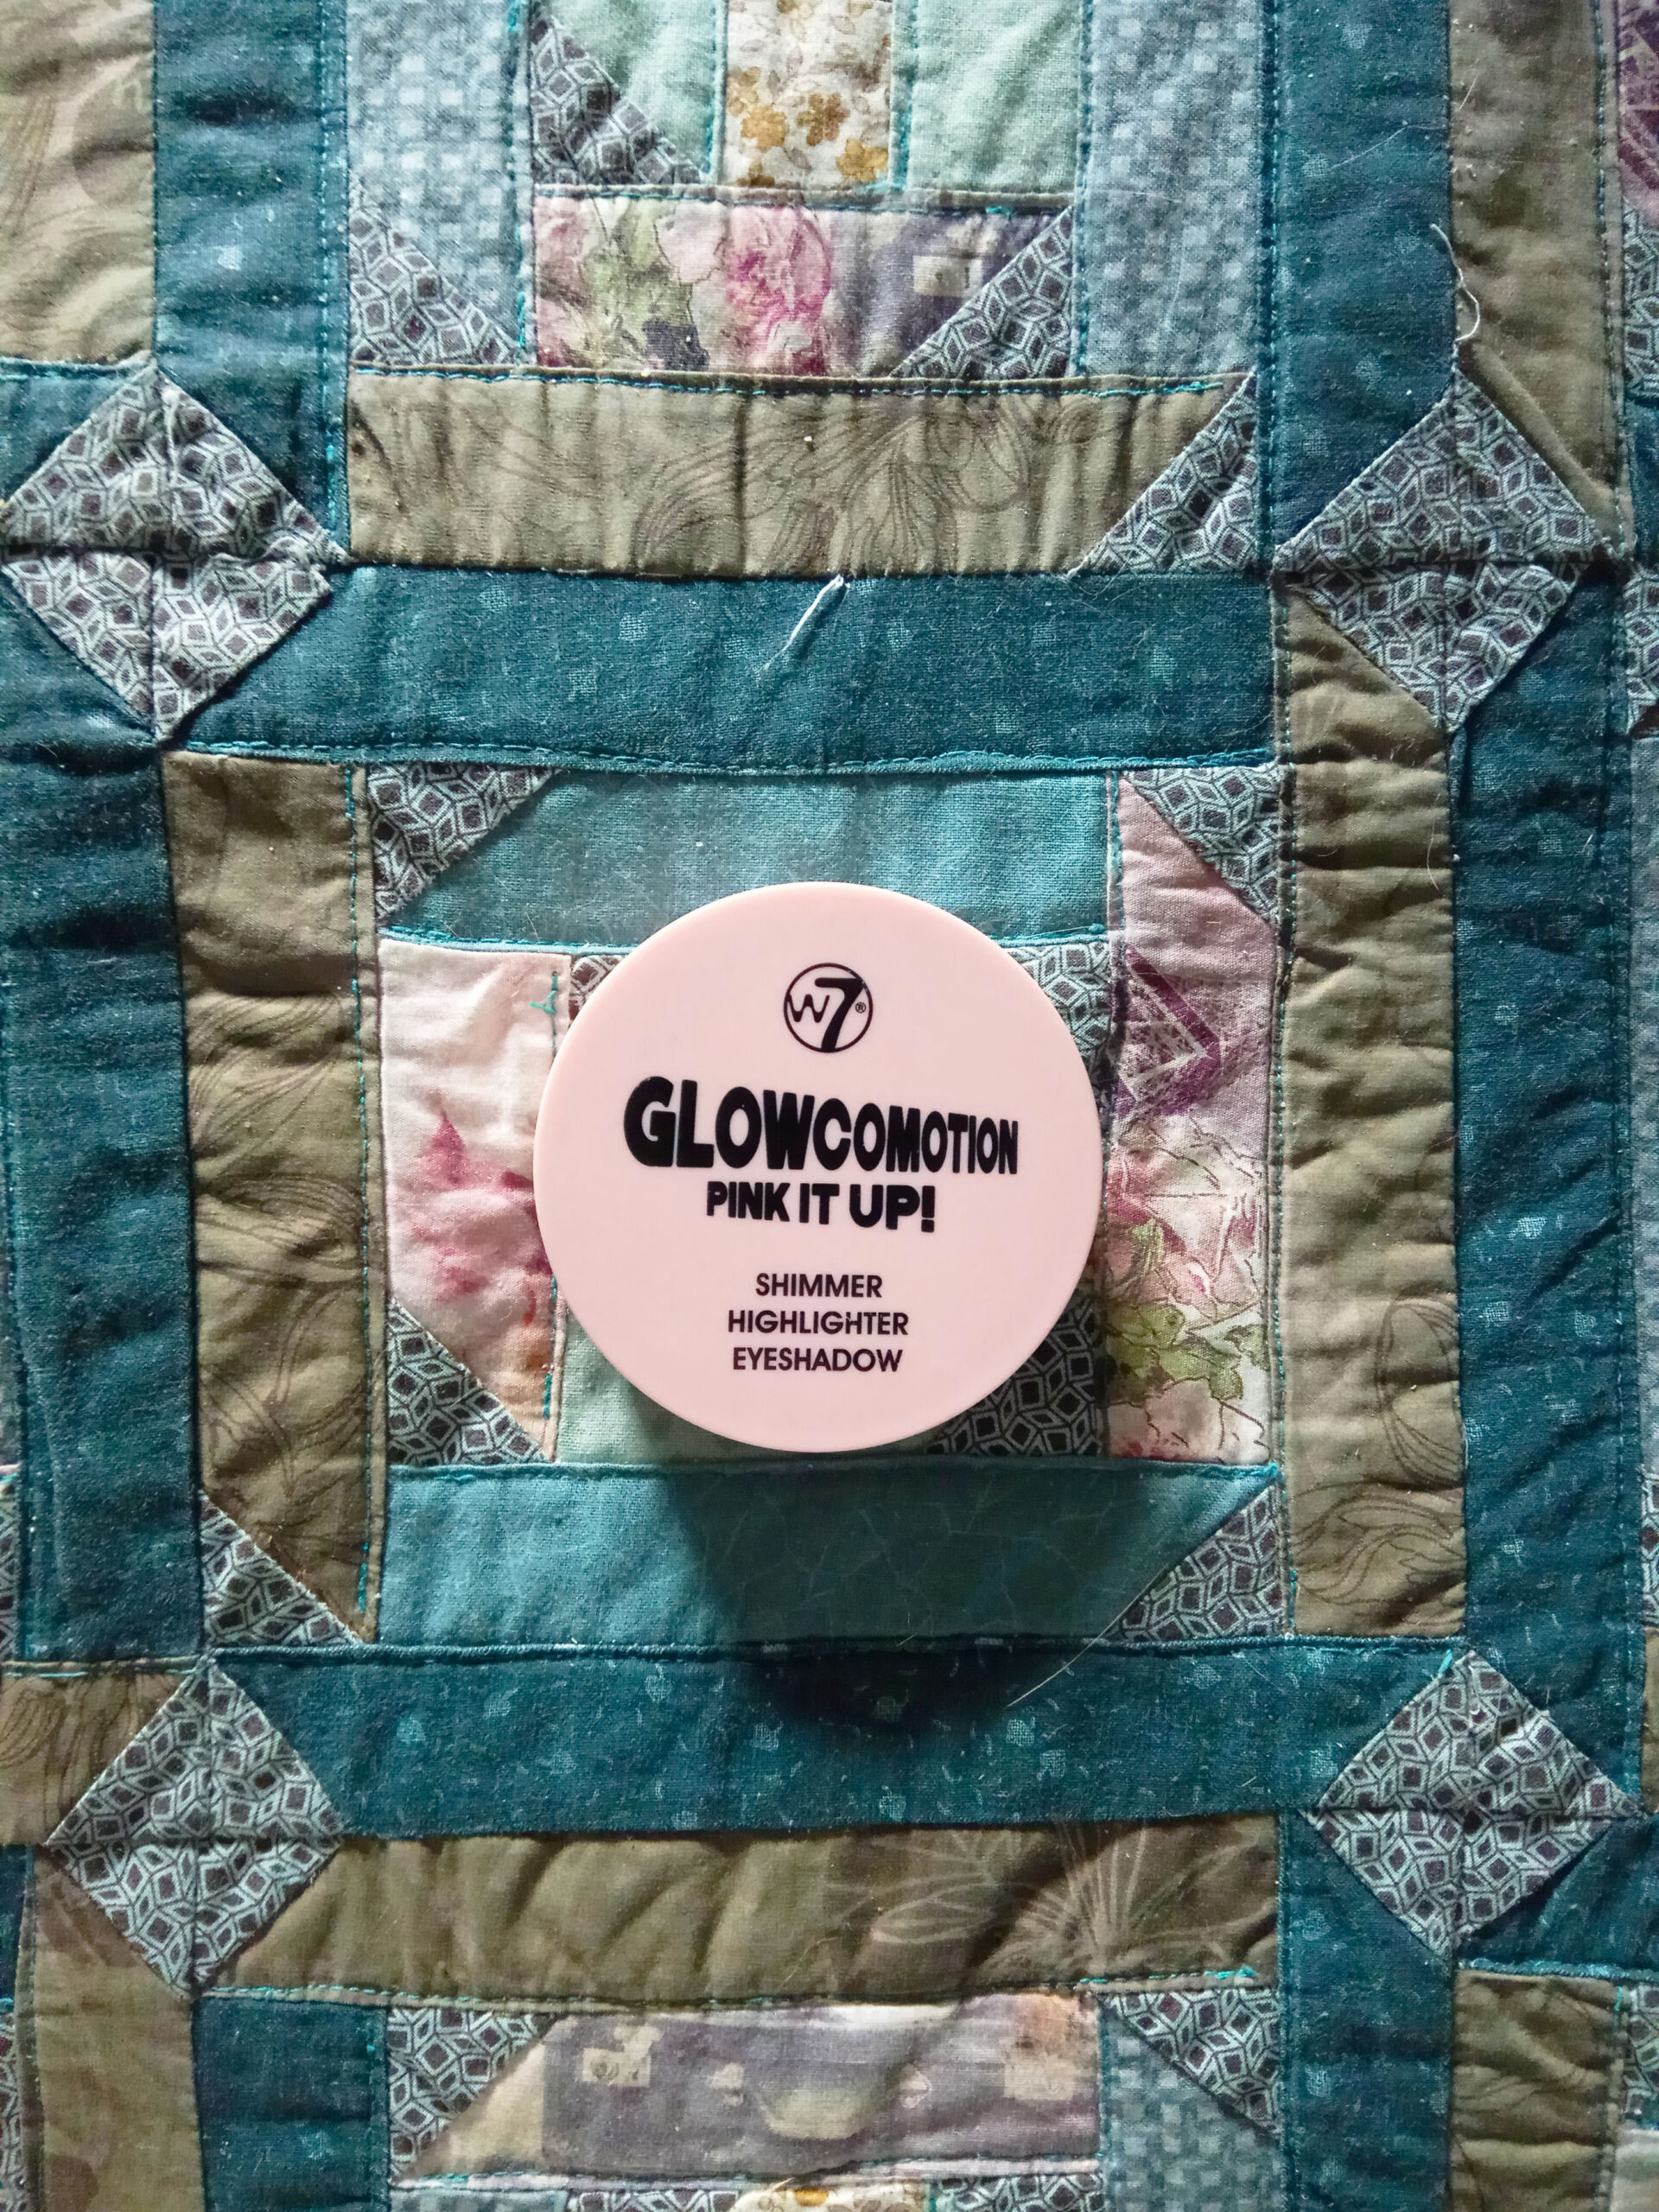 W7®
GLOWCOMOTION
PINK IT UP!
SHIMMER
HIGHLIGHTER
EYESHADOW